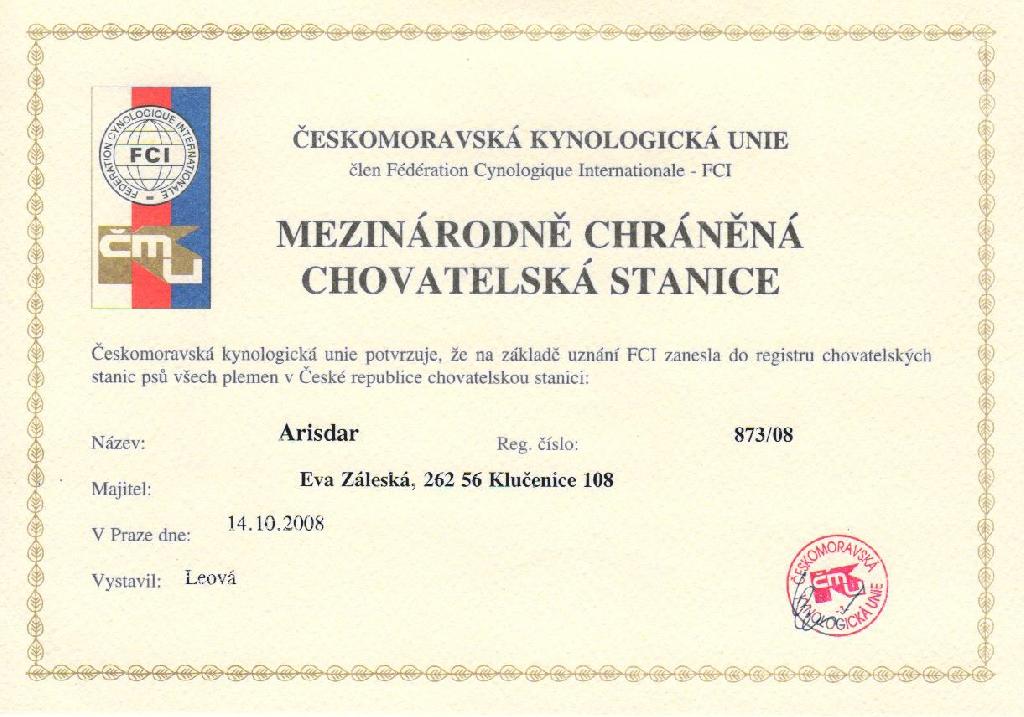 FÉDÉRATION CYNOLOGIQUE INTERNATIONALE
FCI
ČMKU
ČESKOMORAVSKÁ KYNOLOGICKÁ UNIE
člen Fédération Cynologique Internationale - FCI
MEZINÁRODNĚ CHRÁNĚNÁ
CHOVATELSKÁ STANICE
Českomoravská kynologická unie potvrzuje, že na základě uznání FCI zanesla do registru chovatelských
stanic psů všech plemen v České republice chovatelskou stanici:
Název: Arisdar Reg. číslo: 873/08
Majitel: Eva Záleská, 262 56 Klučenice 108
V Praze dne: 14.10.2008
Vystavil: Leová
ČESKOMORAVSKÁ
KYNOLOGICKÁ UNIE